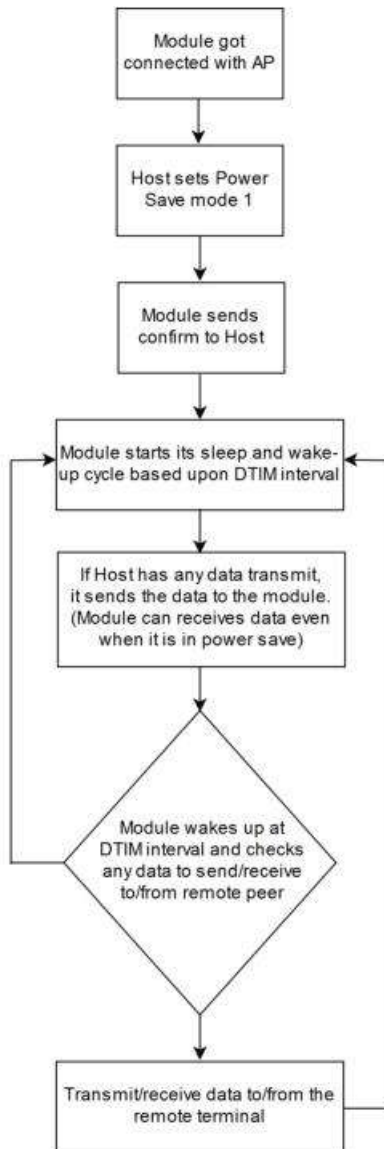 Module got
connected with AP
Host sets Power
Save mode 1
Module sends
confirm to Host
Module starts its sleep and wake-
up cycle based upon DTIM interval
If Host has any data transmit,
it sends the data to the module.
(Module can receives data even
when it is in power save)
Module wakes up at
DTIM interval and checks
any data to send/receive
to/from remote peer
Transmit/receive data to/from the
remote terminal